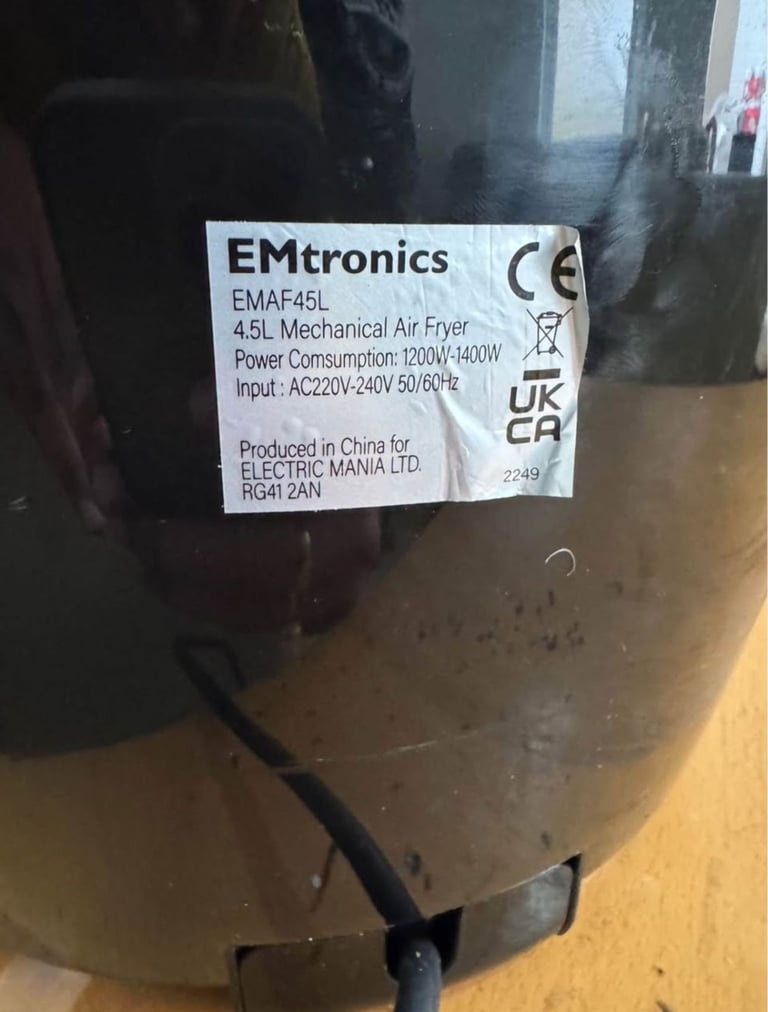 EMtronics
EMAF45L
4.5L Mechanical Air Fryer
Power Comsumption: 1200W-1400W
Input : AC220V-240V 50/60Hz
Produced in China for
ELECTRIC MANIA LTD.
RG41 2AN
CE
UK
CA
2249